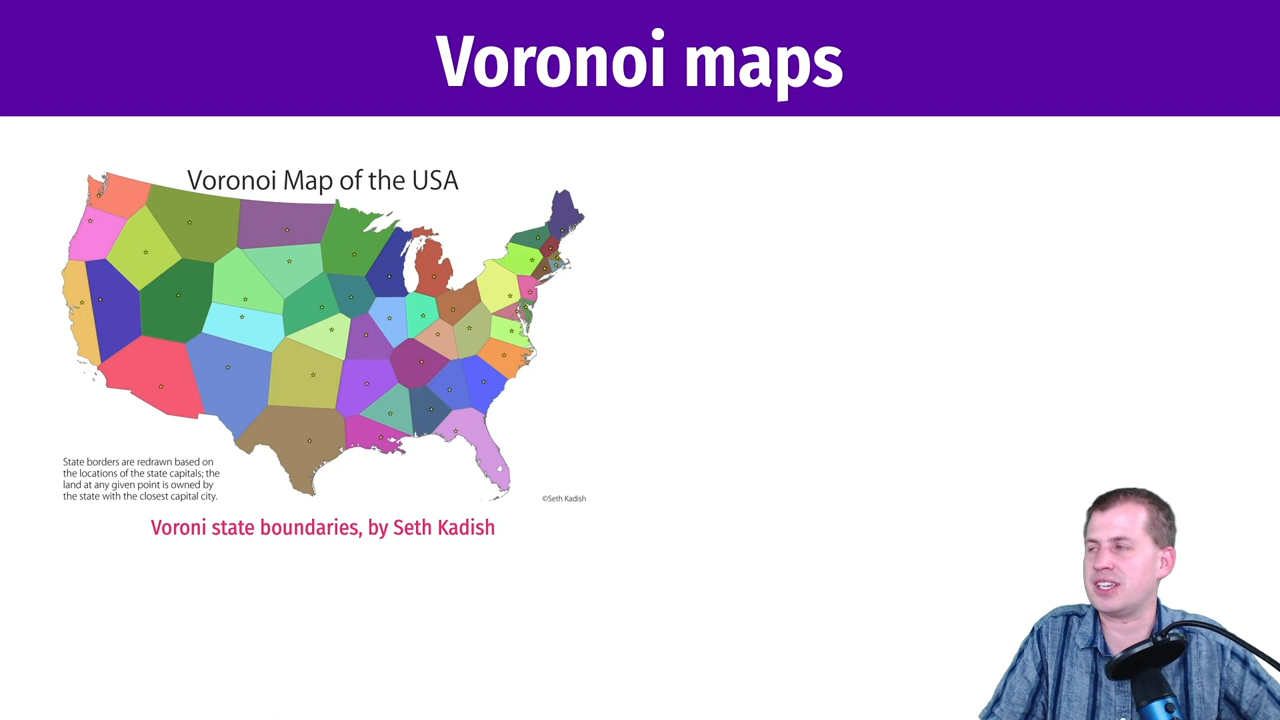 Voronoi maps
Voronoi Map of the USA
State borders are redrawn based on
the locations of the state capitals; the
land at any given point is owned by
the state with the closest capital city.
©Seth Kadish
Voroni state boundaries, by Seth Kadish